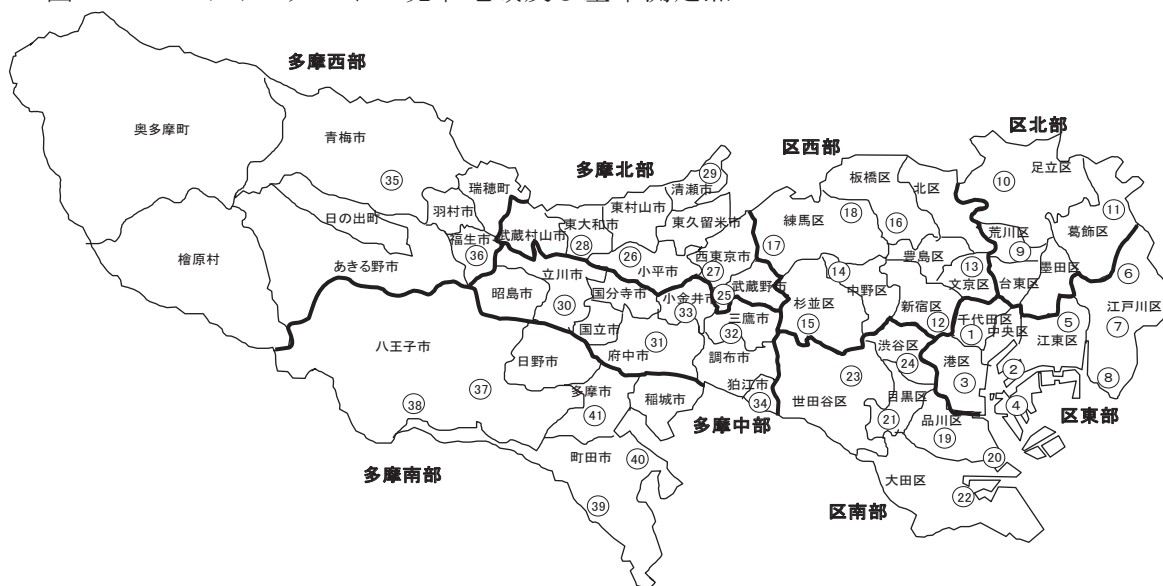 多摩西部
奥多摩町
青梅市
㉟
瑞穂町
羽村市
日の出町
福生市
㊱
檜原村
あきる野市
多摩北部
㉙
清瀬市
東村山市
東大和市
武蔵村山市
㉘
東久留米市
㉖
小平市
西東京市
㉗
武蔵野市
㉕
立川市
昭島市
㉚
国分寺市
小金井市
㉝
国立市
三鷹市
㉜
㉛
府中市
調布市
狛江市
㉞
多摩中部
八王子市
日野市
㊲
㊳
多摩市
㊶
稲城市
町田市
㊵
㊴
多摩南部
区西部
板橋区
北区
練馬区
⑱
⑯
⑰
豊島区
⑬
文京区
⑭
中野区
杉並区
⑮
新宿区
⑫
区北部
足立区
⑩
⑪
葛飾区
荒川区
⑨
墨田区
台東区
⑥
江戸川区
⑦
⑧
千代田区
①
中央区
⑤
江東区
港区
③
②
④
区東部
渋谷区
㉔
㉓
世田谷区
目黒区
㉑
品川区
⑲
⑳
大田区
㉒
区南部